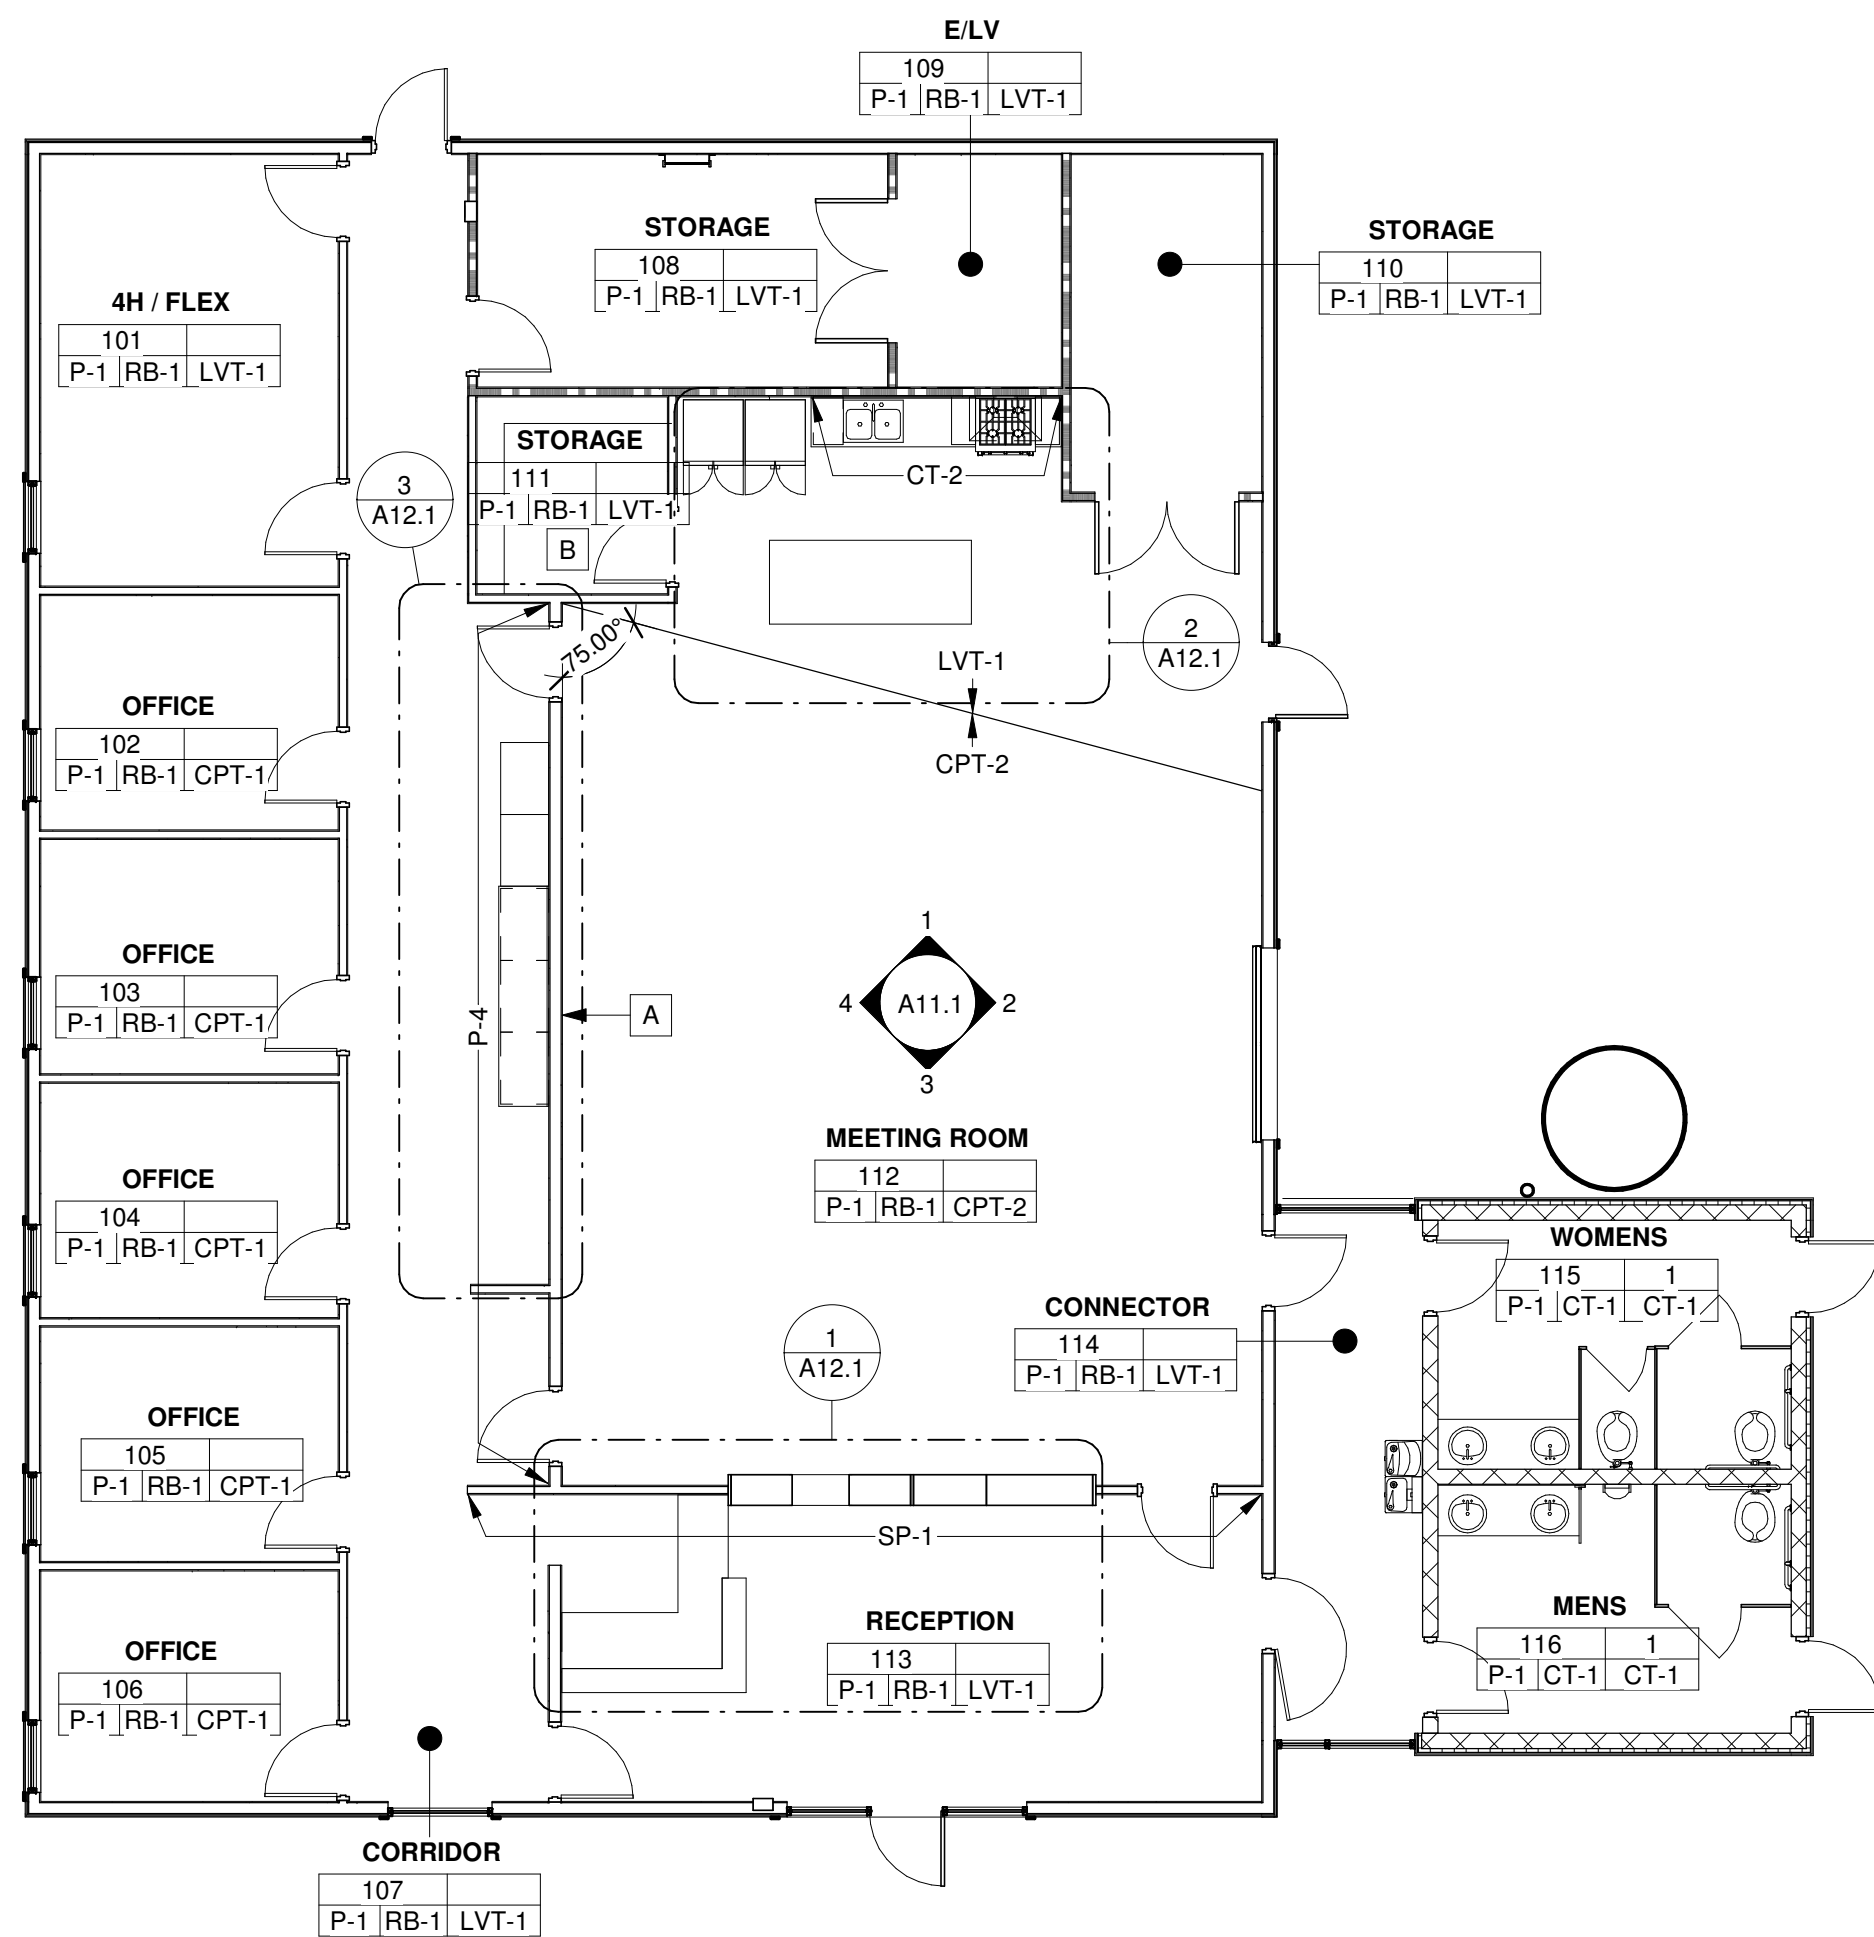 E/LV
109
P-1 RB-1 LVT-1
STORAGE
108
P-1 RB-1 LVT-1
STORAGE
110
P-1 RB-1 LVT-1
4H / FLEX
101
P-1 RB-1 LVT-1
STORAGE
111
P-1 RB-1 LVT-1
B
CT-2
3
A12.1
2
A12.1
75.00°
LVT-1
CPT-2
OFFICE
102
P-1 RB-1 CPT-1
OFFICE
103
P-1 RB-1 CPT-1
P-4
A
1
4 A11.1 2
3
MEETING ROOM
112
P-1 RB-1 CPT-2
OFFICE
104
P-1 RB-1 CPT-1
WOMENS
115 1
P-1 CT-1 CT-1
CONNECTOR
114
P-1 RB-1 LVT-1
1
A12.1
OFFICE
105
P-1 RB-1 CPT-1
SP-1
RECEPTION
113
P-1 RB-1 LVT-1
MENS
116 1
P-1 CT-1 CT-1
OFFICE
106
P-1 RB-1 CPT-1
CORRIDOR
107
P-1 RB-1 LVT-1